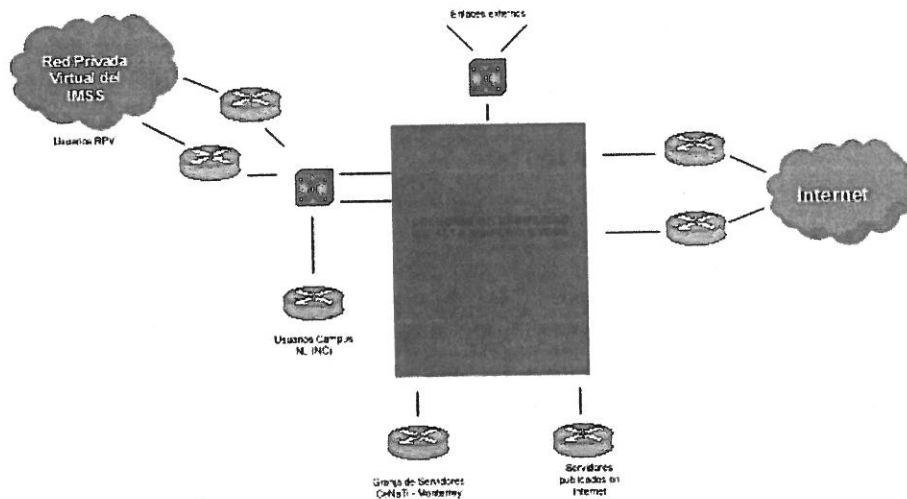 Enlaces externos
Red Privada
Virtual del
IMSS
Usuarios RPV
Internet
Usuarios Campus
NL (NC)
Granja de Servidores
CeNaTi - Monterrey
Servidores
publicados en
Internet